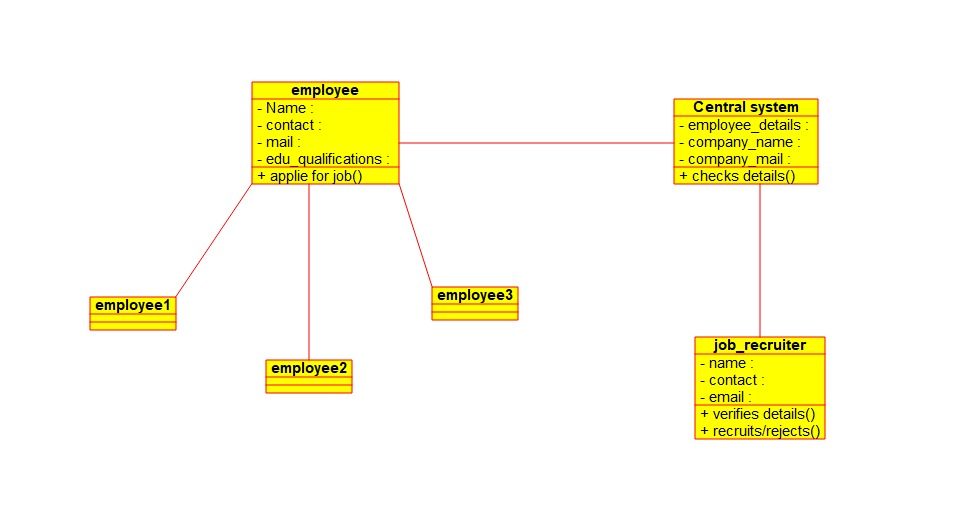 employee
- Name :
- contact :
- mail :
- edu_qualifications :
+ applie for job()
Central system
- employee_details :
- company_name :
- company_mail :
+ checks details()
employee1
employee2
employee3
job_recruiter
- name :
- contact :
- email :
+ verifies details()
+ recruits/rejects()